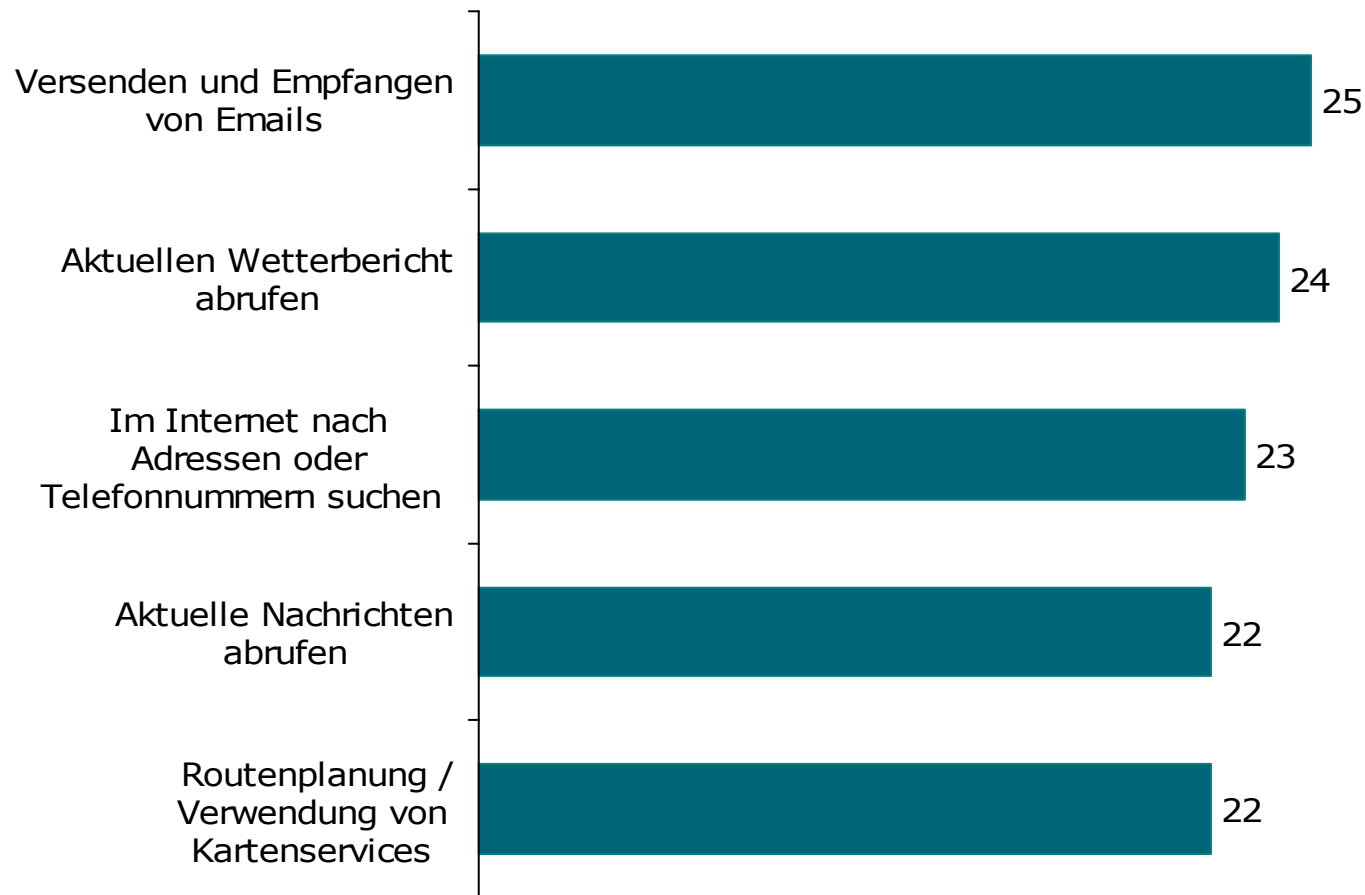 Versenden und Empfangen
von Emails
25
Aktuellen Wetterbericht
abrufen
24
Im Internet nach
Adressen oder
Telefonnummern suchen
23
Aktuelle Nachrichten
abrufen
22
Routenplanung /
Verwendung von
Kartenservices
22